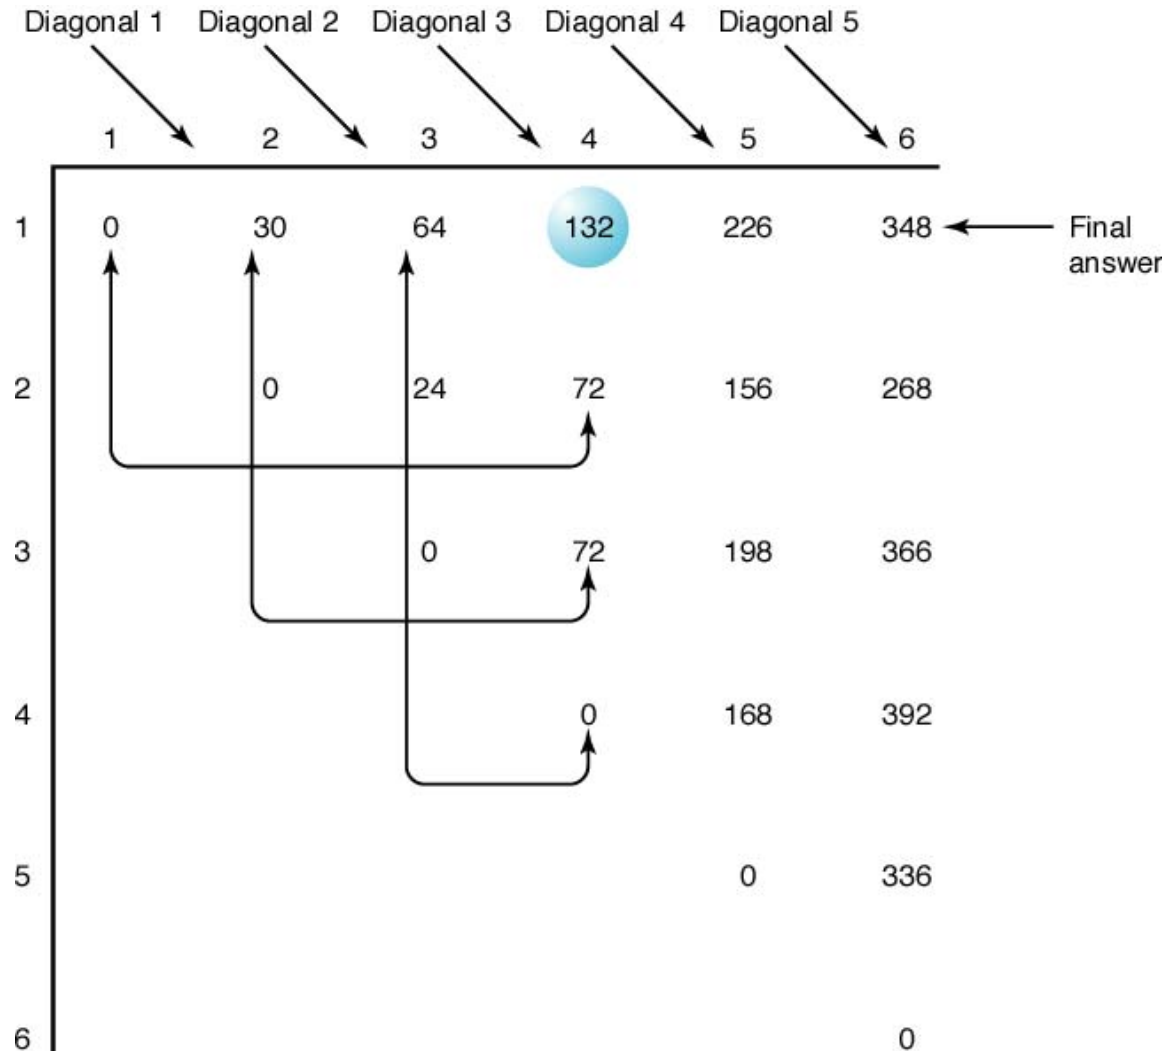 Diagonal 1 Diagonal 2 Diagonal 3 Diagonal 4 Diagonal 5
1 2 3 4 5 6
1 0 30 64 132 226 348 Final
answer
2 0 24 72 156 268
3 0 72 198 366
4 0 168 392
5 0 336
6 0